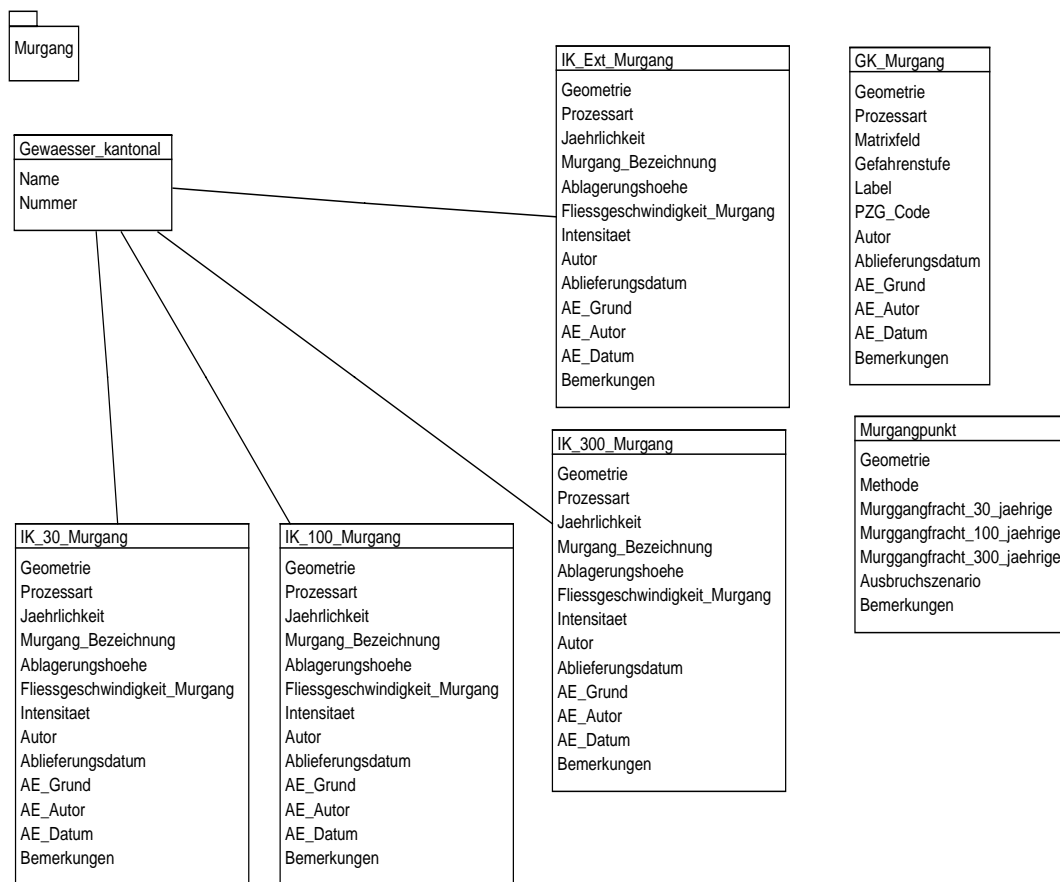 Murgang
Gewaesser_kantonal
Name
Nummer
IK_Ext_Murgang
Geometrie
Prozessart
Jaehrlichkeit
Murgang_Bezeichnung
Ablagerungshoehe
Fliessgeschwindigkeit_Murgang
Intensitaet
Autor
Ablieferungsdatum
AE_Grund
AE_Autor
AE_Datum
Bemerkungen
GK_Murgang
Geometrie
Prozessart
Matrixfeld
Gefahrenstufe
Label
PZG_Code
Autor
Ablieferungsdatum
AE_Grund
AE_Autor
AE_Datum
Bemerkungen
IK_300_Murgang
Geometrie
Prozessart
Jaehrlichkeit
Murgang_Bezeichnung
Ablagerungshoehe
Fliessgeschwindigkeit_Murgang
Intensitaet
Autor
Ablieferungsdatum
AE_Grund
AE_Autor
AE_Datum
Bemerkungen
Murgangpunkt
Geometrie
Methode
Murggangfracht_30_jaehrige
Murggangfracht_100_jaehrige
Murggangfracht_300_jaehrige
Ausbruchszenario
Bemerkungen
IK_30_Murgang
Geometrie
Prozessart
Jaehrlichkeit
Murgang_Bezeichnung
Ablagerungshoehe
Fliessgeschwindigkeit_Murgang
Intensitaet
Autor
Ablieferungsdatum
AE_Grund
AE_Autor
AE_Datum
Bemerkungen
IK_100_Murgang
Geometrie
Prozessart
Jaehrlichkeit
Murgang_Bezeichnung
Ablagerungshoehe
Fliessgeschwindigkeit_Murgang
Intensitaet
Autor
Ablieferungsdatum
AE_Grund
AE_Autor
AE_Datum
Bemerkungen